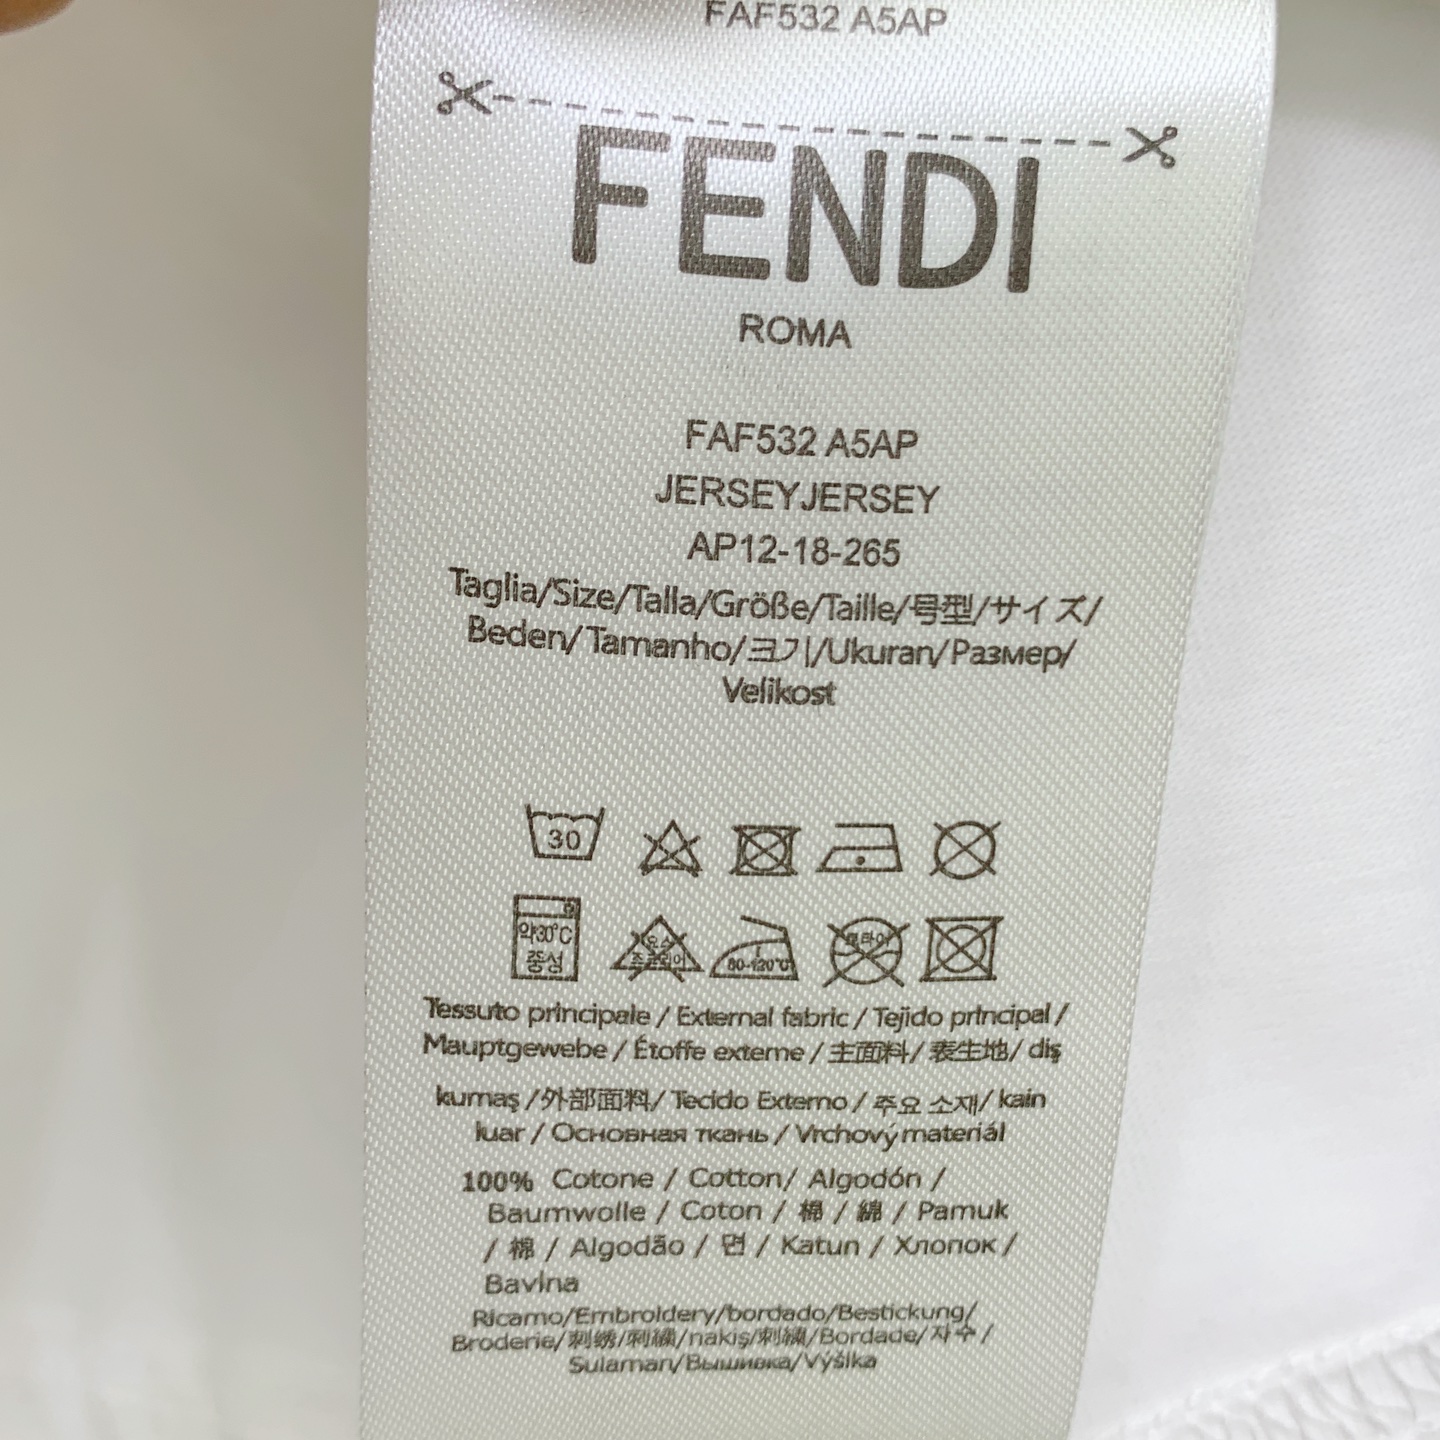 FAF532 A5AP
FENDI
ROMA
FAF532 A5AP
JERSEYJERSEY
AP12-18-265
Taglia/Size/Talla/Größe/Taille/号型/サイズ/
Beden/Tamanho/크기/Ukuran/Размер/
Velikost
30
약30°C
중성
80-120°C
Tessuto principale / External fabric / Tejido principal /
Mauptgewebe / Étoffe externe / 主面料/ 表生地/ diş
kumaş /外部面料/ Tecido Externo / 주요 소재/ kain
luar / Основная ткань / Vrchový materiál
100% Cotone / Cotton/ Algodón /
Baumwolle / Coton / 棉 / 綿 / Pamuk
/ 棉 / Algodão / 면 / Katun / Хлопок /
Bavlna
Ricamo/Embroldery/bordado/Bestickung/
Broderie/刺绣/刺繍/nakiş/刺繍/Bordade/자수/
Sulaman/Вышивка/Výšlka